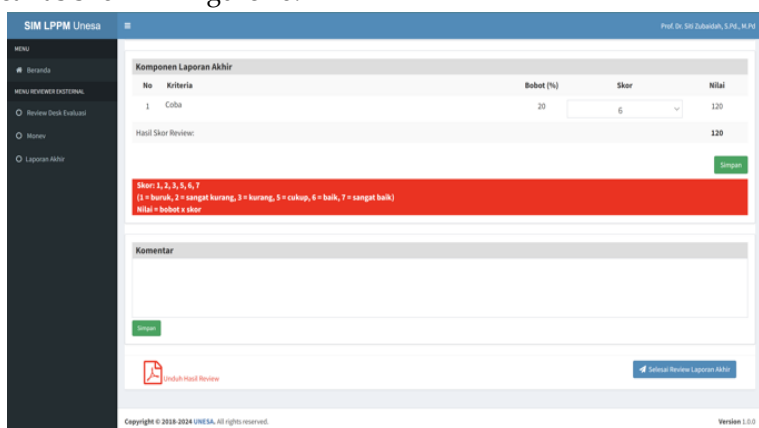 SIM LPPM Unesa
Prof. Dr. Siti Zubaidah, S.Pd., M.Pd
MENU
Beranda
MENU REVIEWER EKSTERNAL
Review Desk Evaluasi
Monev
Laporan Akhir
Komponen Laporan Akhir
No Kriteria Bobot (%) Skor Nilai
1 Coba 20 6 120
Hasil Skor Review: 120
Simpan
Skor: 1, 2, 3, 5, 6, 7
(1 = buruk, 2 = sangat kurang, 3 = kurang, 5 = cukup, 6 = baik, 7 = sangat baik)
Nilai = bobot x skor
Komentar
Simpan
Unduh Hasil Review
Selesai Review Laporan Akhir
Copyright © 2018-2024 UNESA. All rights reserved.
Version 1.0.0